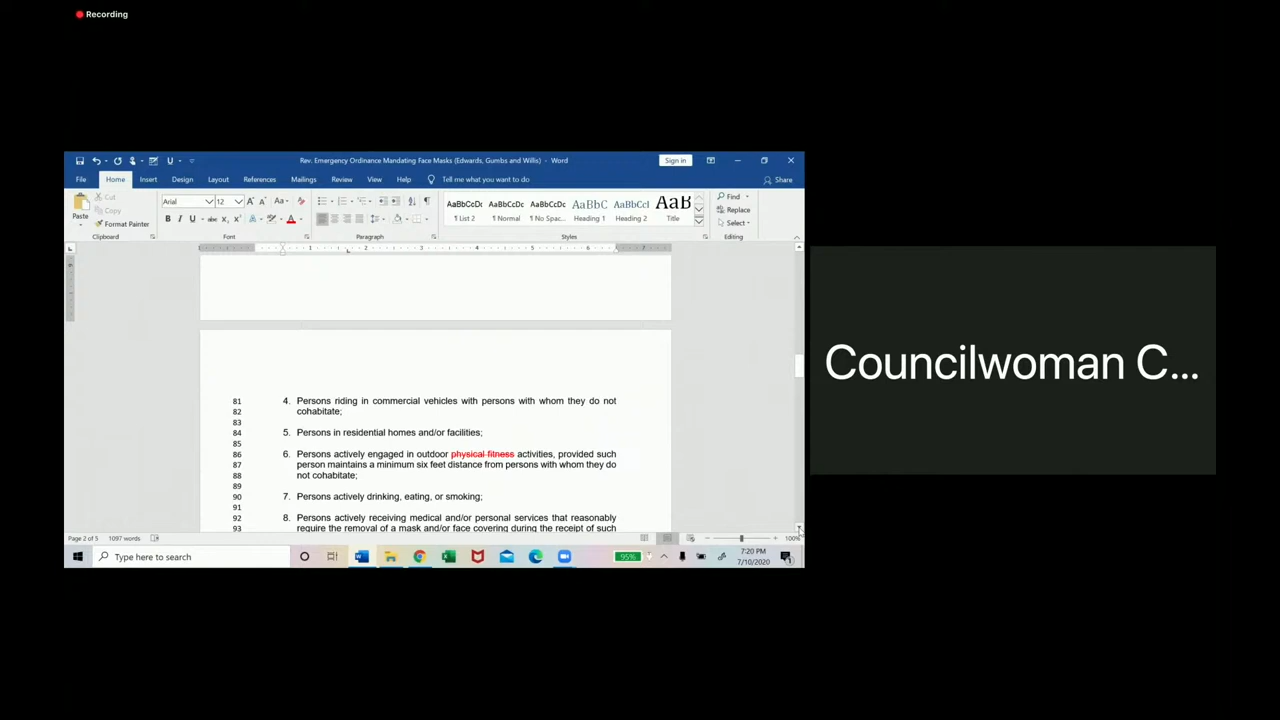 Recording
Rev. Emergency Ordinance Mandating Face Masks (Edwards, Gumbs and Willis) - Word
Sign in
File Home Insert Design Layout References Mailings Review View Help Tell me what you want to do Share
Paste
Cut
Copy
Format Painter
Clipboard
Arial 12
Font
Paragraph
AaBbCcDd AaBbCcDc AaBbCcDc AaBbC AaBbCcI AaB
¶ List 2 ¶ Normal ¶ No Spac... Heading 1 Heading 2 Title
Styles
Find
Replace
Select
Editing
81 4. Persons riding in commercial vehicles with persons with whom they do not
82 cohabitate;
83
84 5. Persons in residential homes and/or facilities;
85
86 6. Persons actively engaged in outdoor physical fitness activities, provided such
87 person maintains a minimum six feet distance from persons with whom they do
88 not cohabitate;
89
90 7. Persons actively drinking, eating, or smoking;
91
92 8. Persons actively receiving medical and/or personal services that reasonably
93 require the removal of a mask and/or face covering during the receipt of such
Page 2 of 5 1097 words 100%
Type here to search
95%
7:20 PM
7/10/2020
Councilwoman C...